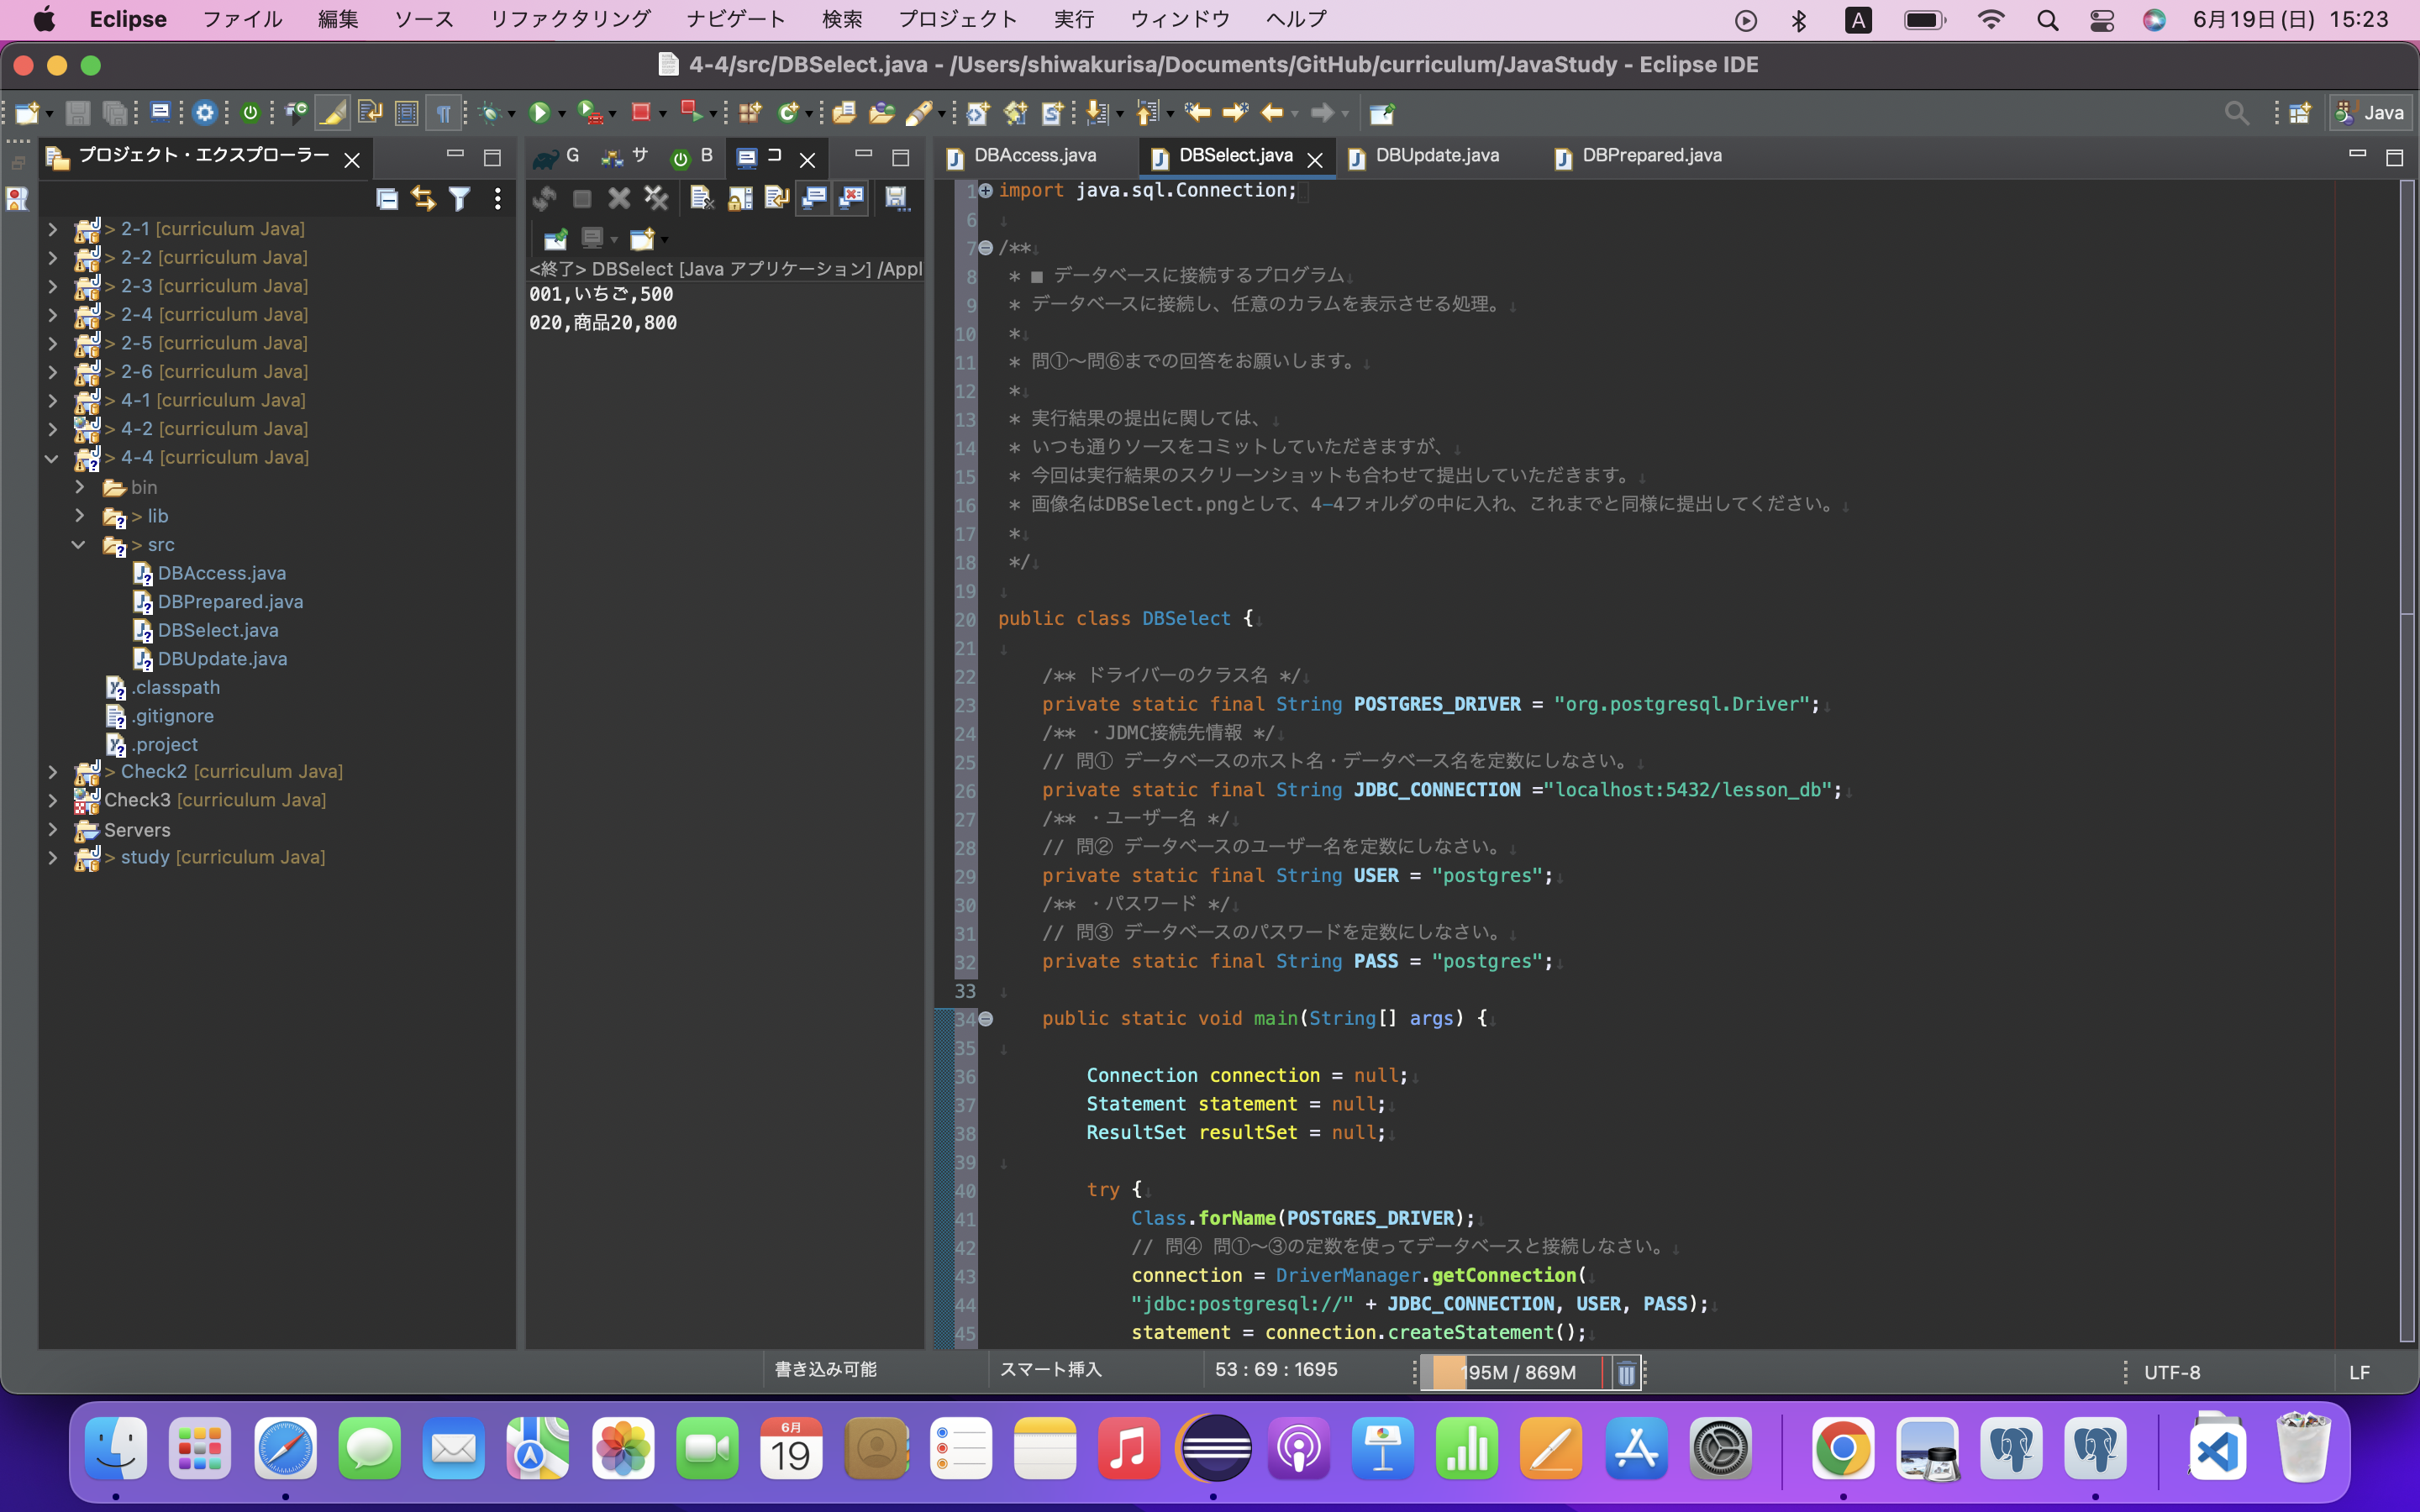 Eclipse ファイル 編集 ソース リファクタリング ナビゲート 検索 プロジェクト 実行 ウィンドウ ヘルプ A 6月19日(日) 15:23
4-4/src/DBSelect.java - /Users/shiwakurisa/Documents/GitHub/curriculum/JavaStudy - Eclipse IDE
Java
プロジェクト・エクスプローラー
> 2-1 [curriculum Java]
> 2-2 [curriculum Java]
> 2-3 [curriculum Java]
> 2-4 [curriculum Java]
> 2-5 [curriculum Java]
> 2-6 [curriculum Java]
> 4-1 [curriculum Java]
> 4-2 [curriculum Java]
> 4-4 [curriculum Java]
bin
> lib
> src
DBAccess.java
DBPrepared.java
DBSelect.java
DBUpdate.java
.classpath
.gitignore
.project
> Check2 [curriculum Java]
Check3 [curriculum Java]
Servers
> study [curriculum Java]
G サ B コ
<終了> DBSelect [Java アプリケーション] /Appl
001,いちご,500
020,商品20,800
DBAccess.java DBSelect.java DBUpdate.java DBPrepared.java
1 import java.sql.Connection;
6
7 /**
8 * ■ データベースに接続するプログラム
9 * データベースに接続し、任意のカラムを表示させる処理。
10 *
11 * 問①〜問⑥までの回答をお願いします。
12 *
13 * 実行結果の提出に関しては、
14 * いつも通りソースをコミットしていただきますが、
15 * 今回は実行結果のスクリーンショットも合わせて提出していただきます。
16 * 画像名はDBSelect.pngとして、4-4フォルダの中に入れ、これまでと同様に提出してください。
17 *
18 */
19
20 public class DBSelect {
21
22 /** ドライバーのクラス名 */
23 private static final String POSTGRES_DRIVER = "org.postgresql.Driver";
24 /** ・JDMC接続先情報 */
25 // 問① データベースのホスト名・データベース名を定数にしなさい。
26 private static final String JDBC_CONNECTION ="localhost:5432/lesson_db";
27 /** ・ユーザー名 */
28 // 問② データベースのユーザー名を定数にしなさい。
29 private static final String USER = "postgres";
30 /** ・パスワード */
31 // 問③ データベースのパスワードを定数にしなさい。
32 private static final String PASS = "postgres";
33
34 public static void main(String[] args) {
35
36 Connection connection = null;
37 Statement statement = null;
38 ResultSet resultSet = null;
39
40 try {
41 Class.forName(POSTGRES_DRIVER);
42 // 問④ 問①〜③の定数を使ってデータベースと接続しなさい。
43 connection = DriverManager.getConnection(
44 "jdbc:postgresql://" + JDBC_CONNECTION, USER, PASS);
45 statement = connection.createStatement();
書き込み可能 スマート挿入 53 : 69 : 1695 195M / 869M UTF-8 LF
6月
19